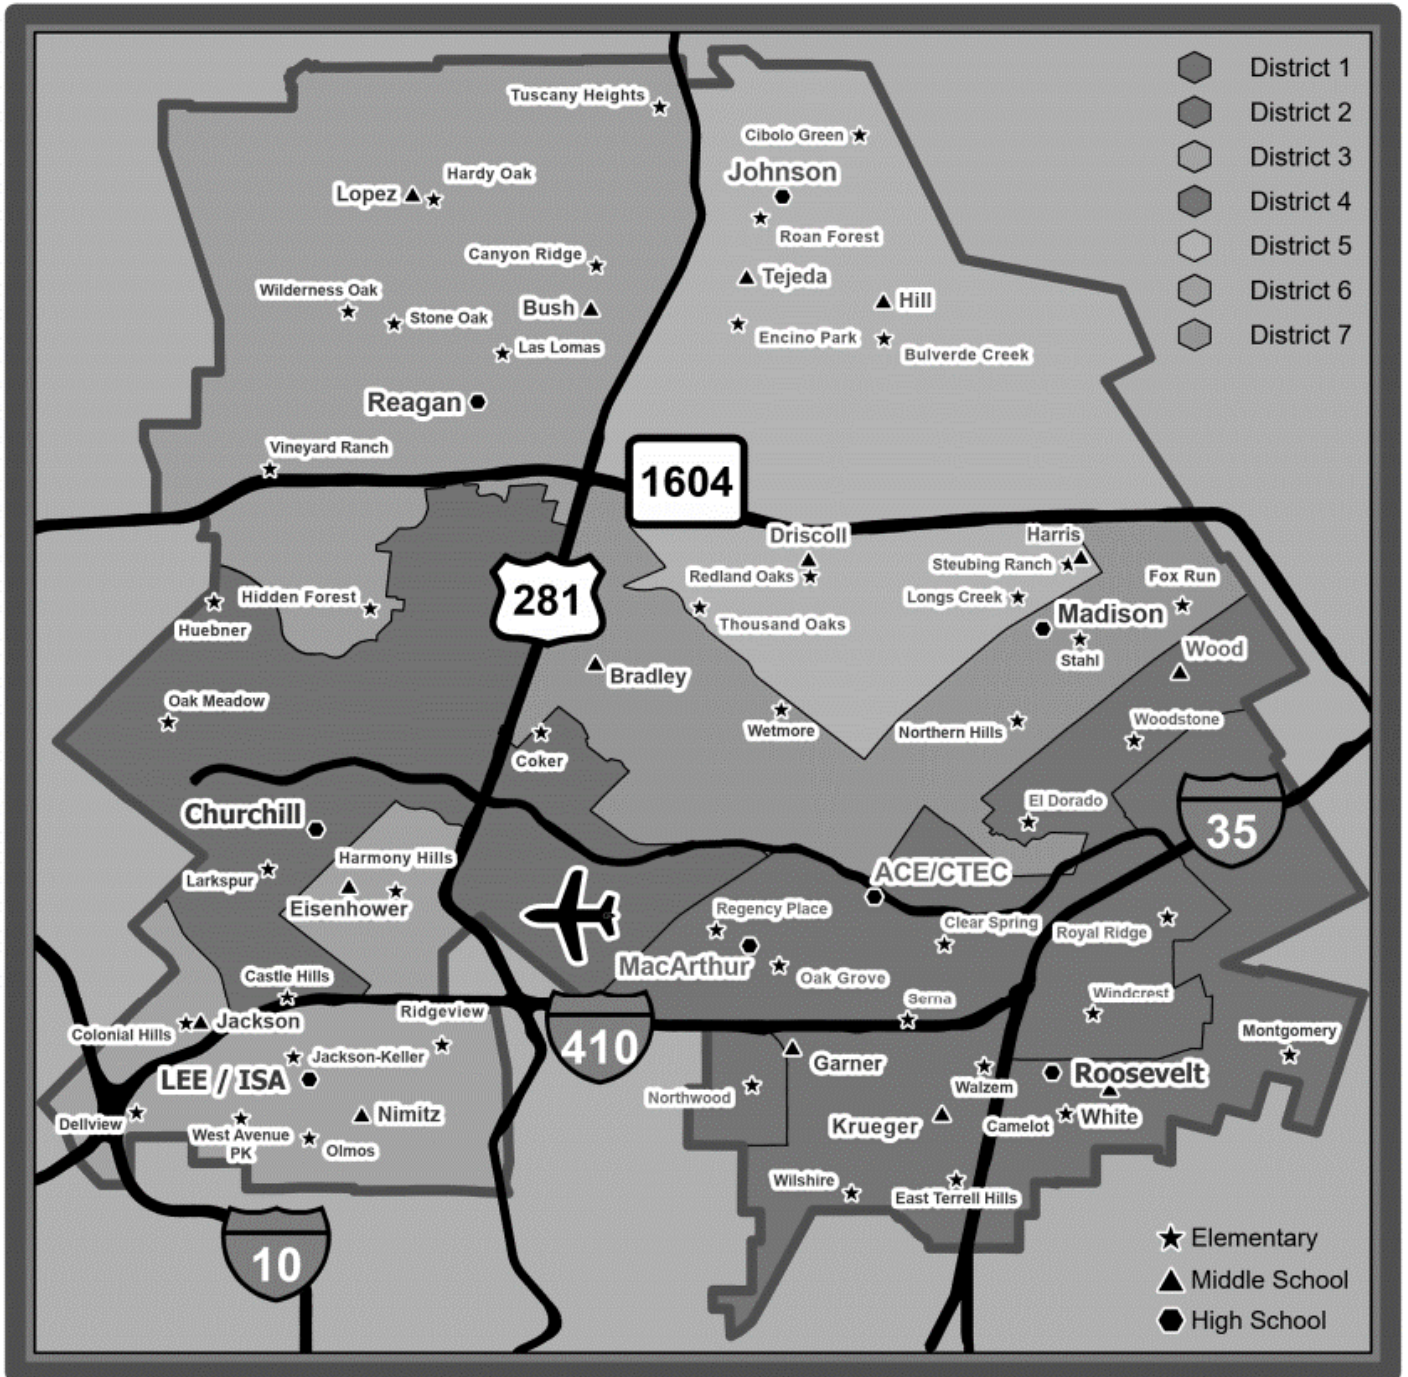 District 1
District 2
District 3
District 4
District 5
District 6
District 7
Tuscany Heights
Cibolo Green
Johnson
Hardy Oak
Lopez
Roan Forest
Canyon Ridge
Tejeda
Wilderness Oak
Hill
Bush
Stone Oak
Encino Park
Las Lomas
Bulverde Creek
Reagan
Vineyard Ranch
1604
Driscoll
Harris
Steubing Ranch
Redland Oaks
Fox Run
281
Hidden Forest
Longs Creek
Madison
Huebner
Thousand Oaks
Wood
Stahl
Bradley
Oak Meadow
Woodstone
Wetmore
Northern Hills
Coker
El Dorado
Churchill
35
Harmony Hills
ACE/CTEC
Larkspur
Eisenhower
Regency Place
Clear Spring
Royal Ridge
MacArthur
Castle Hills
Oak Grove
Windcrest
Serna
Ridgeview
Jackson
Colonial Hills
Montgomery
410
Jackson-Keller
Garner
LEE / ISA
Roosevelt
Walzem
Northwood
Nimitz
White
Dellview
Krueger
Camelot
West Avenue
PK
Olmos
Wilshire
East Terrell Hills
10
Elementary
Middle School
High School